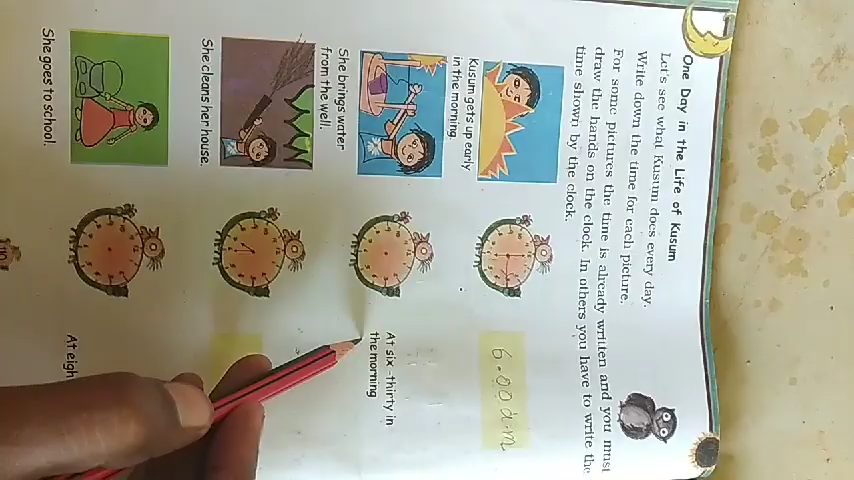 One Day in the Life of Kusum
Let's see what Kusum does every day.
Write down the time for each picture.
For some pictures the time is already written and you must
draw the hands on the clock. In others you have to write the
time shown by the clock.
Kusum gets up early
in the morning.
6.00a.m
She brings water
from the well.
At six-thirty in
the morning
She cleans her house.
She goes to school.
At eigh
110